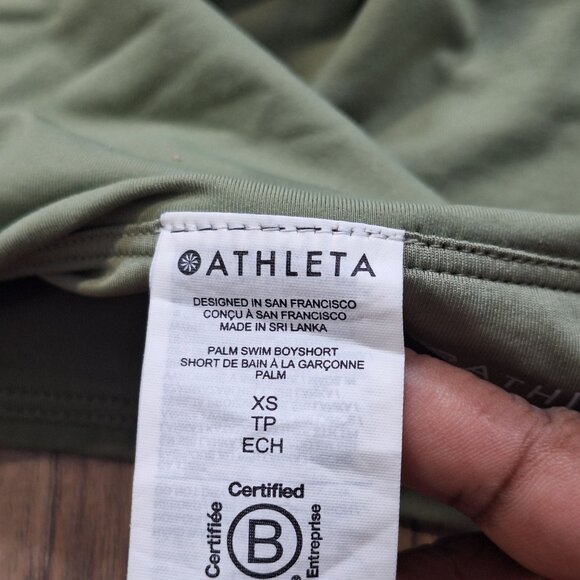 ATHLETA
DESIGNED IN SAN FRANCISCO
CONÇU À SAN FRANCISCO
MADE IN SRI LANKA
PALM SWIM BOYSHORT
SHORT DE BAIN À LA GARÇONNE
PALM
XS
TP
ECH
Certified
Certifiée
B
Entreprise
ATHL